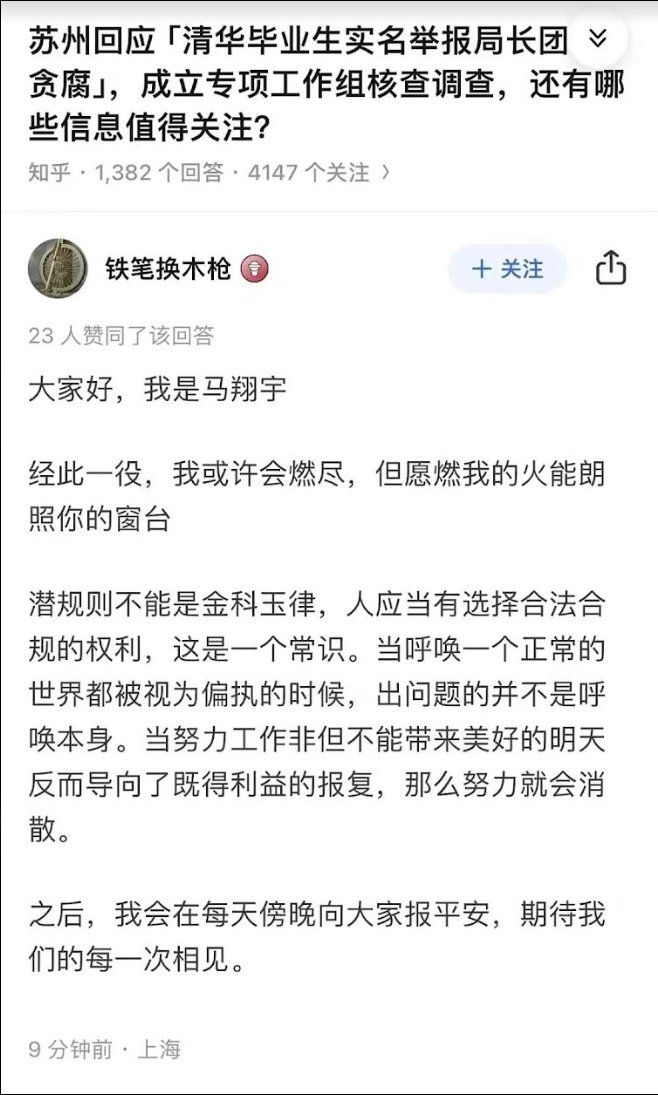 苏州回应「清华毕业生实名举报局长团
贪腐」，成立专项工作组核查调查，还有哪
些信息值得关注？
知乎 · 1,382 个回答 · 4147 个关注 〉
铁笔换木枪
＋ 关注
23 人赞同了该回答
大家好，我是马翔宇
经此一役，我或许会燃尽，但愿燃我的火能朗
照你的窗台
潜规则不能是金科玉律，人应当有选择合法合
规的权利，这是一个常识。当呼唤一个正常的
世界都被视为偏执的时候，出问题的并不是呼
唤本身。当努力工作非但不能带来美好的明天
反而导向了既得利益的报复，那么努力就会消
散。
之后，我会在每天傍晚向大家报平安，期待我
们的每一次相见。
9 分钟前 · 上海